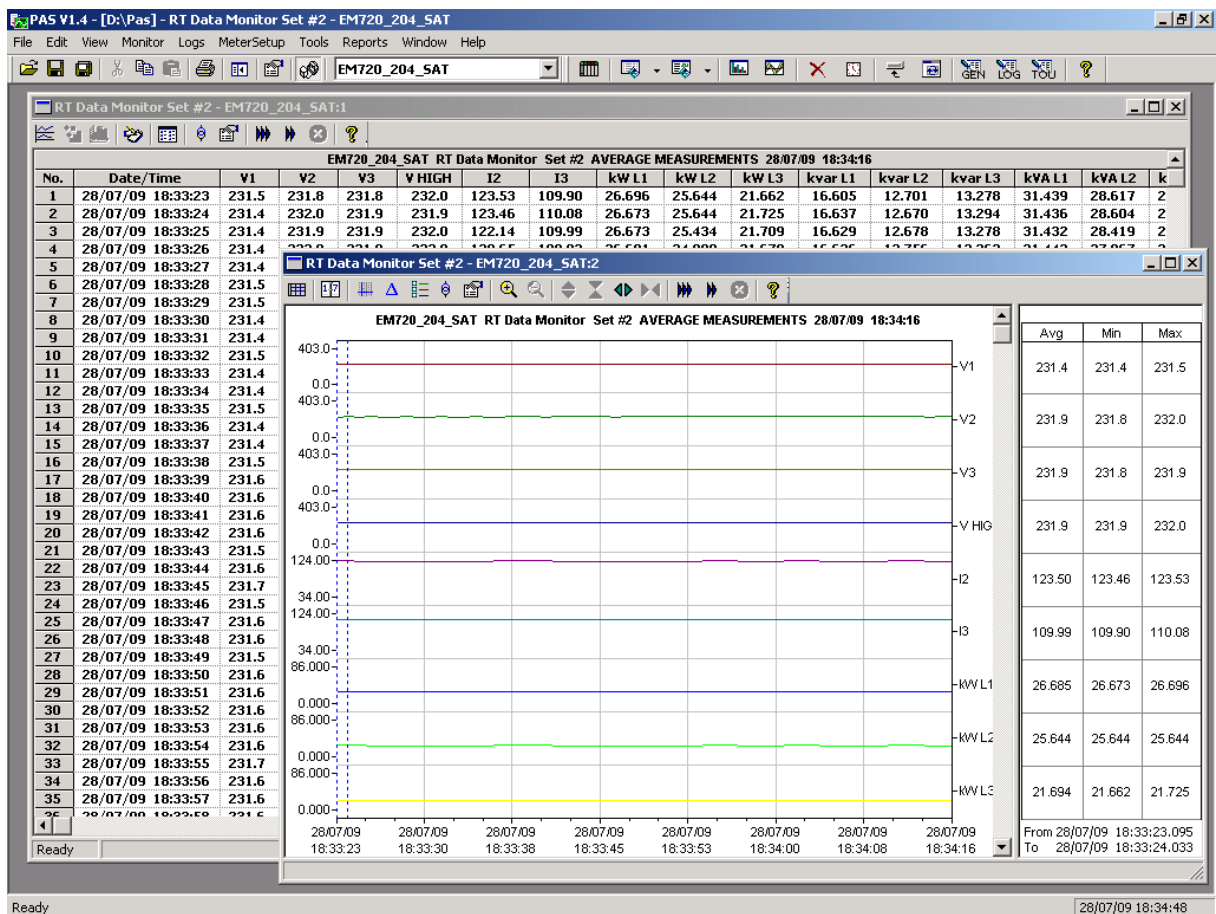 PAS V1.4 - [D:\Pas] - RT Data Monitor Set #2 - EM720_204_SAT
File Edit View Monitor Logs MeterSetup Tools Reports Window Help
EM720_204_SAT
GEN LOG TOU
RT Data Monitor Set #2 - EM720_204_SAT:1
EM720_204_SAT RT Data Monitor Set #2 AVERAGE MEASUREMENTS 28/07/09 18:34:16
No. Date/Time V1 V2 V3 V HIGH I2 I3 kW L1 kW L2 kW L3 kvar L1 kvar L2 kvar L3 kVA L1 kVA L2 k
1 28/07/09 18:33:23 231.5 231.8 231.8 232.0 123.53 109.90 26.696 25.644 21.662 16.605 12.701 13.278 31.439 28.617 2
2 28/07/09 18:33:24 231.4 232.0 231.9 231.9 123.46 110.08 26.673 25.644 21.725 16.637 12.670 13.294 31.436 28.604 2
3 28/07/09 18:33:25 231.4 231.9 231.9 232.0 122.14 109.99 26.673 25.434 21.709 16.629 12.678 13.278 31.432 28.419 2
4 28/07/09 18:33:26 231.4
5 28/07/09 18:33:27 231.4
6 28/07/09 18:33:28 231.5
7 28/07/09 18:33:29 231.5
8 28/07/09 18:33:30 231.4
9 28/07/09 18:33:31 231.4
10 28/07/09 18:33:32 231.5
11 28/07/09 18:33:33 231.4
12 28/07/09 18:33:34 231.4
13 28/07/09 18:33:35 231.5
14 28/07/09 18:33:36 231.4
15 28/07/09 18:33:37 231.4
16 28/07/09 18:33:38 231.5
17 28/07/09 18:33:39 231.6
18 28/07/09 18:33:40 231.6
19 28/07/09 18:33:41 231.6
20 28/07/09 18:33:42 231.6
21 28/07/09 18:33:43 231.5
22 28/07/09 18:33:44 231.6
23 28/07/09 18:33:45 231.7
24 28/07/09 18:33:46 231.5
25 28/07/09 18:33:47 231.6
26 28/07/09 18:33:48 231.6
27 28/07/09 18:33:49 231.5
28 28/07/09 18:33:50 231.6
29 28/07/09 18:33:51 231.6
30 28/07/09 18:33:52 231.6
31 28/07/09 18:33:53 231.6
32 28/07/09 18:33:54 231.6
33 28/07/09 18:33:55 231.7
34 28/07/09 18:33:56 231.6
35 28/07/09 18:33:57 231.6
Ready
RT Data Monitor Set #2 - EM720_204_SAT:2
EM720_204_SAT RT Data Monitor Set #2 AVERAGE MEASUREMENTS 28/07/09 18:34:16
Avg Min Max
403.0
V1 231.4 231.4 231.5
0.0
403.0
V2 231.9 231.8 232.0
0.0
403.0
V3 231.9 231.8 231.9
0.0
403.0
V HIG 231.9 231.9 232.0
0.0
124.00
I2 123.50 123.46 123.53
34.00
124.00
I3 109.99 109.90 110.08
34.00
86.000
kW L1 26.685 26.673 26.696
0.000
86.000
kW L2 25.644 25.644 25.644
0.000
86.000
kW L3 21.694 21.662 21.725
0.000
28/07/09 28/07/09 28/07/09 28/07/09 28/07/09 28/07/09 28/07/09 28/07/09
18:33:23 18:33:30 18:33:38 18:33:45 18:33:53 18:34:00 18:34:08 18:34:16
From 28/07/09 18:33:23.095
To 28/07/09 18:33:24.033
Ready
28/07/09 18:34:48